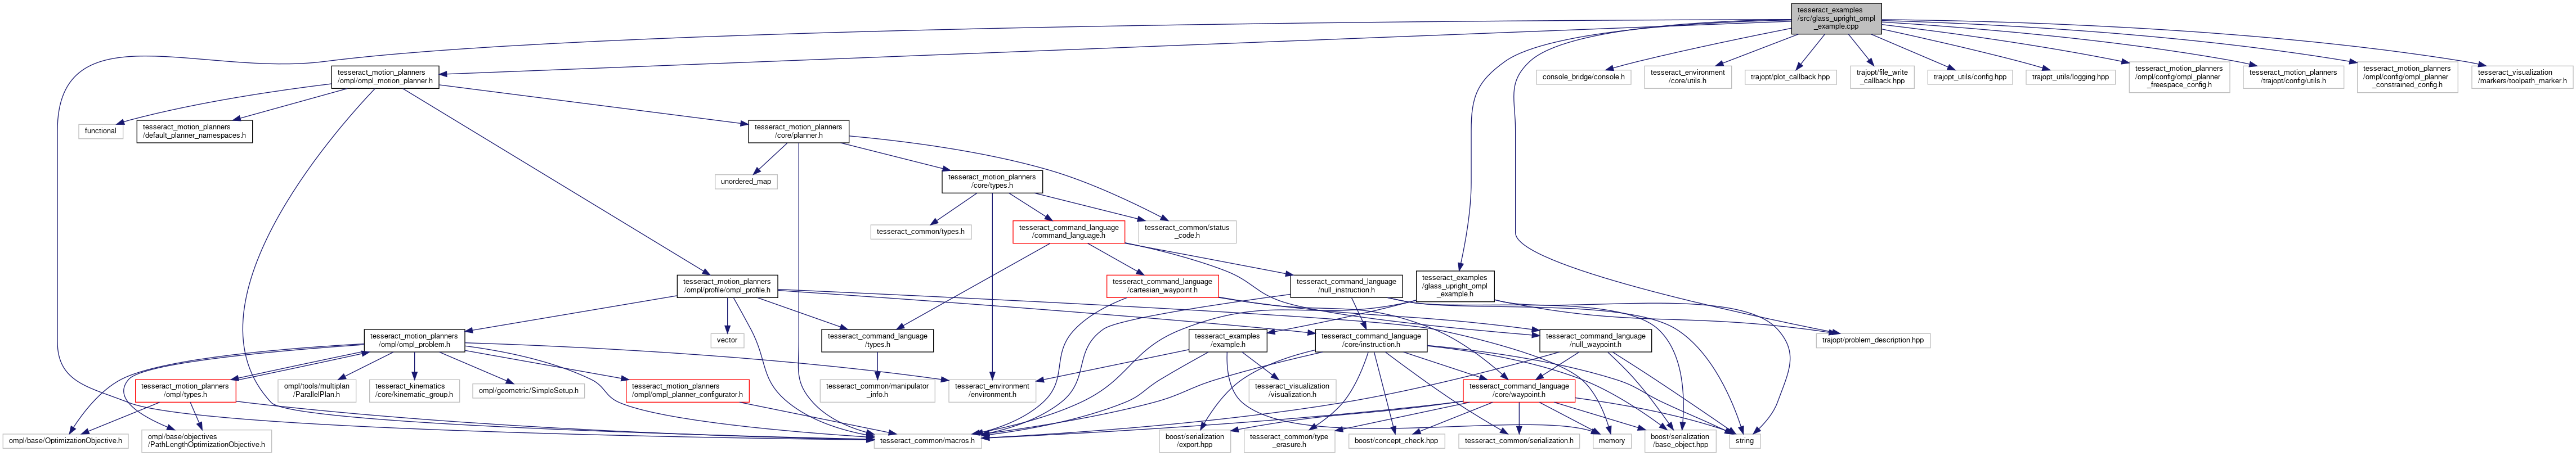 tesseract_examples
/src/glass_upright_ompl
_example.cpp
tesseract_motion_planners
/ompl/ompl_motion_planner.h
console_bridge/console.h
tesseract_environment
/core/utils.h
trajopt/plot_callback.hpp
trajopt/file_write
_callback.hpp
trajopt_utils/config.hpp
trajopt_utils/logging.hpp
tesseract_motion_planners
/ompl/config/ompl_planner
_freespace_config.h
tesseract_motion_planners
/trajopt/config/utils.h
tesseract_motion_planners
/ompl/config/ompl_planner
_constrained_config.h
tesseract_visualization
/markers/toolpath_marker.h
functional
tesseract_motion_planners
/default_planner_namespaces.h
tesseract_motion_planners
/core/planner.h
unordered_map
tesseract_motion_planners
/core/types.h
tesseract_common/types.h
tesseract_command_language
/command_language.h
tesseract_common/status
_code.h
tesseract_motion_planners
/ompl/profile/ompl_profile.h
tesseract_command_language
/cartesian_waypoint.h
tesseract_command_language
/null_instruction.h
tesseract_examples
/glass_upright_ompl
_example.h
tesseract_motion_planners
/ompl/ompl_problem.h
vector
tesseract_command_language
/types.h
tesseract_examples
/example.h
tesseract_command_language
/core/instruction.h
tesseract_command_language
/null_waypoint.h
trajopt/problem_description.hpp
tesseract_motion_planners
/ompl/types.h
ompl/tools/multiplan
/ParallelPlan.h
tesseract_kinematics
/core/kinematic_group.h
ompl/geometric/SimpleSetup.h
tesseract_motion_planners
/ompl/ompl_planner_configurator.h
tesseract_common/manipulator
_info.h
tesseract_environment
/environment.h
tesseract_visualization
/visualization.h
tesseract_command_language
/core/waypoint.h
ompl/base/OptimizationObjective.h
ompl/base/objectives
/PathLengthOptimizationObjective.h
tesseract_common/macros.h
boost/serialization
/export.hpp
tesseract_common/type
_erasure.h
boost/concept_check.hpp
tesseract_common/serialization.h
memory
boost/serialization
/base_object.hpp
string